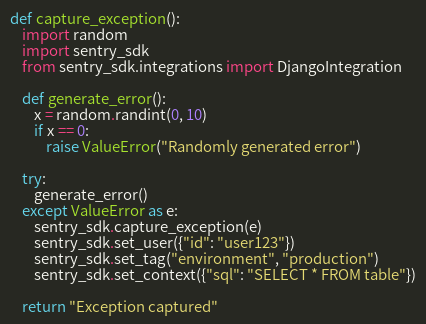 def capture_exception():
    import random
    import sentry_sdk
    from sentry_sdk.integrations import DjangoIntegration

    def generate_error():
        x = random.randint(0, 10)
        if x == 0:
            raise ValueError("Randomly generated error")

    try:
        generate_error()
    except ValueError as e:
        sentry_sdk.capture_exception(e)
        sentry_sdk.set_user({"id": "user123"})
        sentry_sdk.set_tag("environment", "production")
        sentry_sdk.set_context({"sql": "SELECT * FROM table"})

    return "Exception captured"